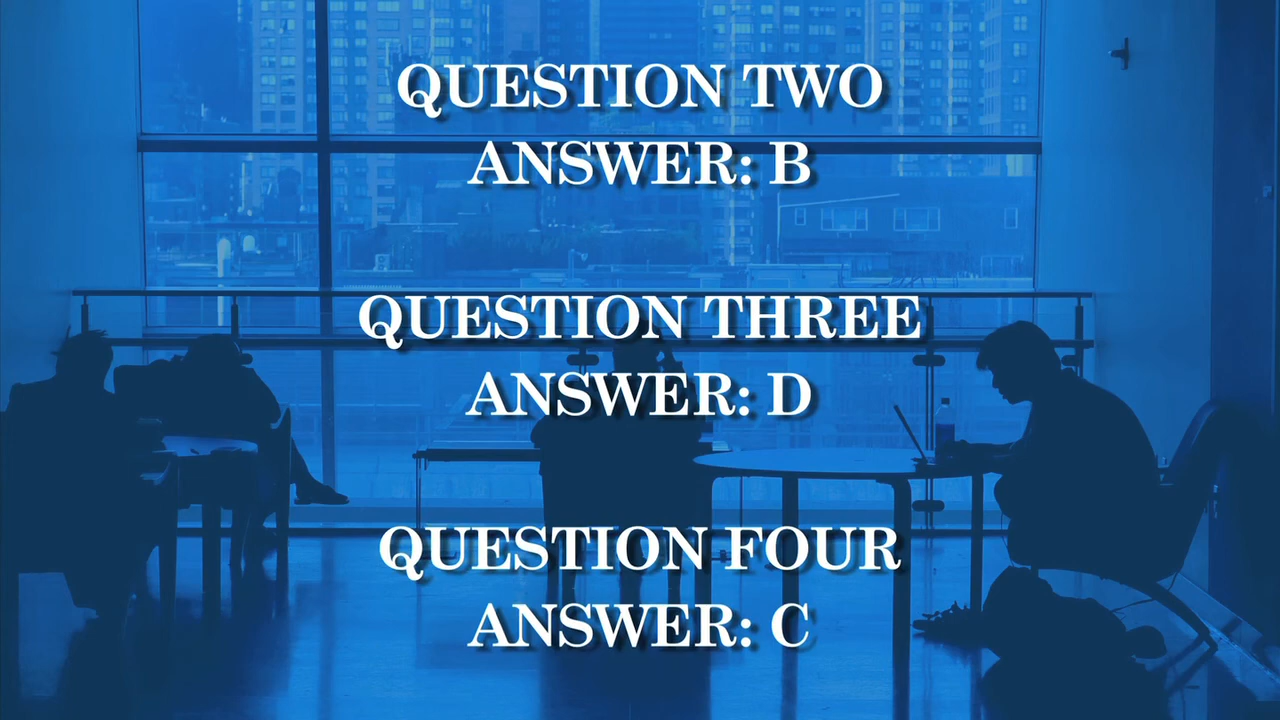 QUESTION TWO
ANSWER: B
QUESTION THREE
ANSWER: D
QUESTION FOUR
ANSWER: C